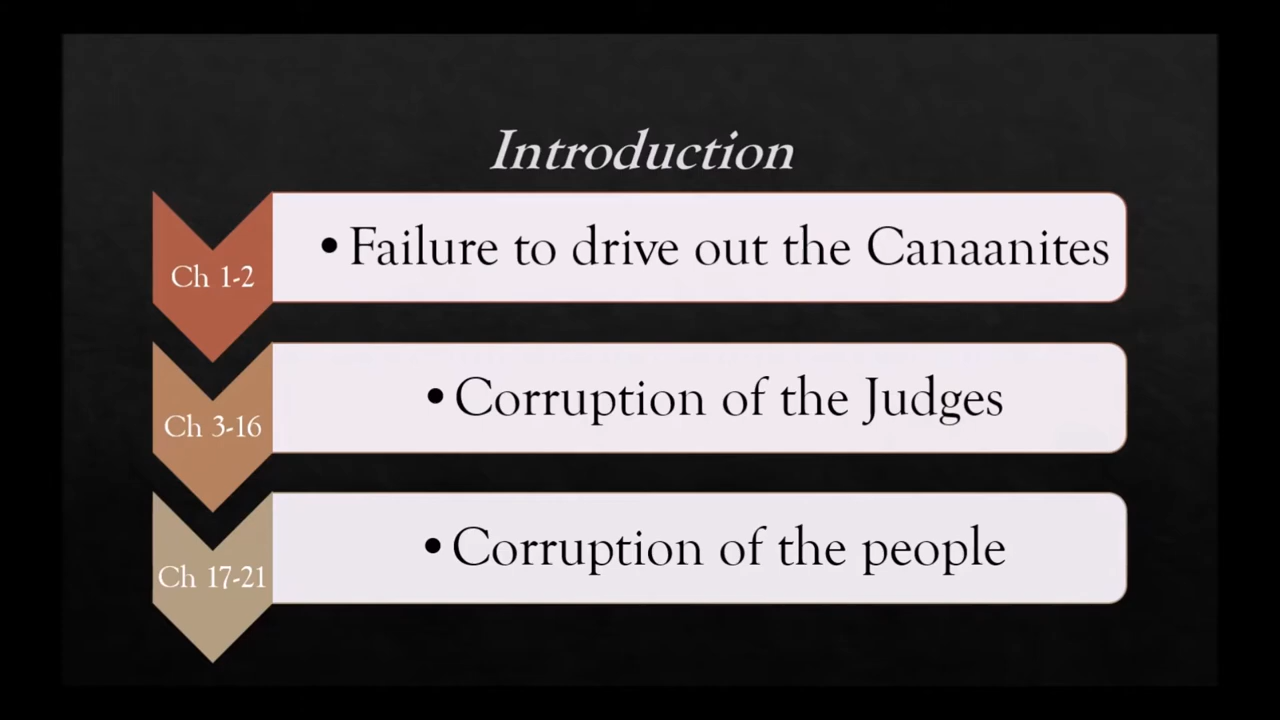 Introduction
Ch 1-2
• Failure to drive out the Canaanites
Ch 3-16
• Corruption of the Judges
Ch 17-21
• Corruption of the people